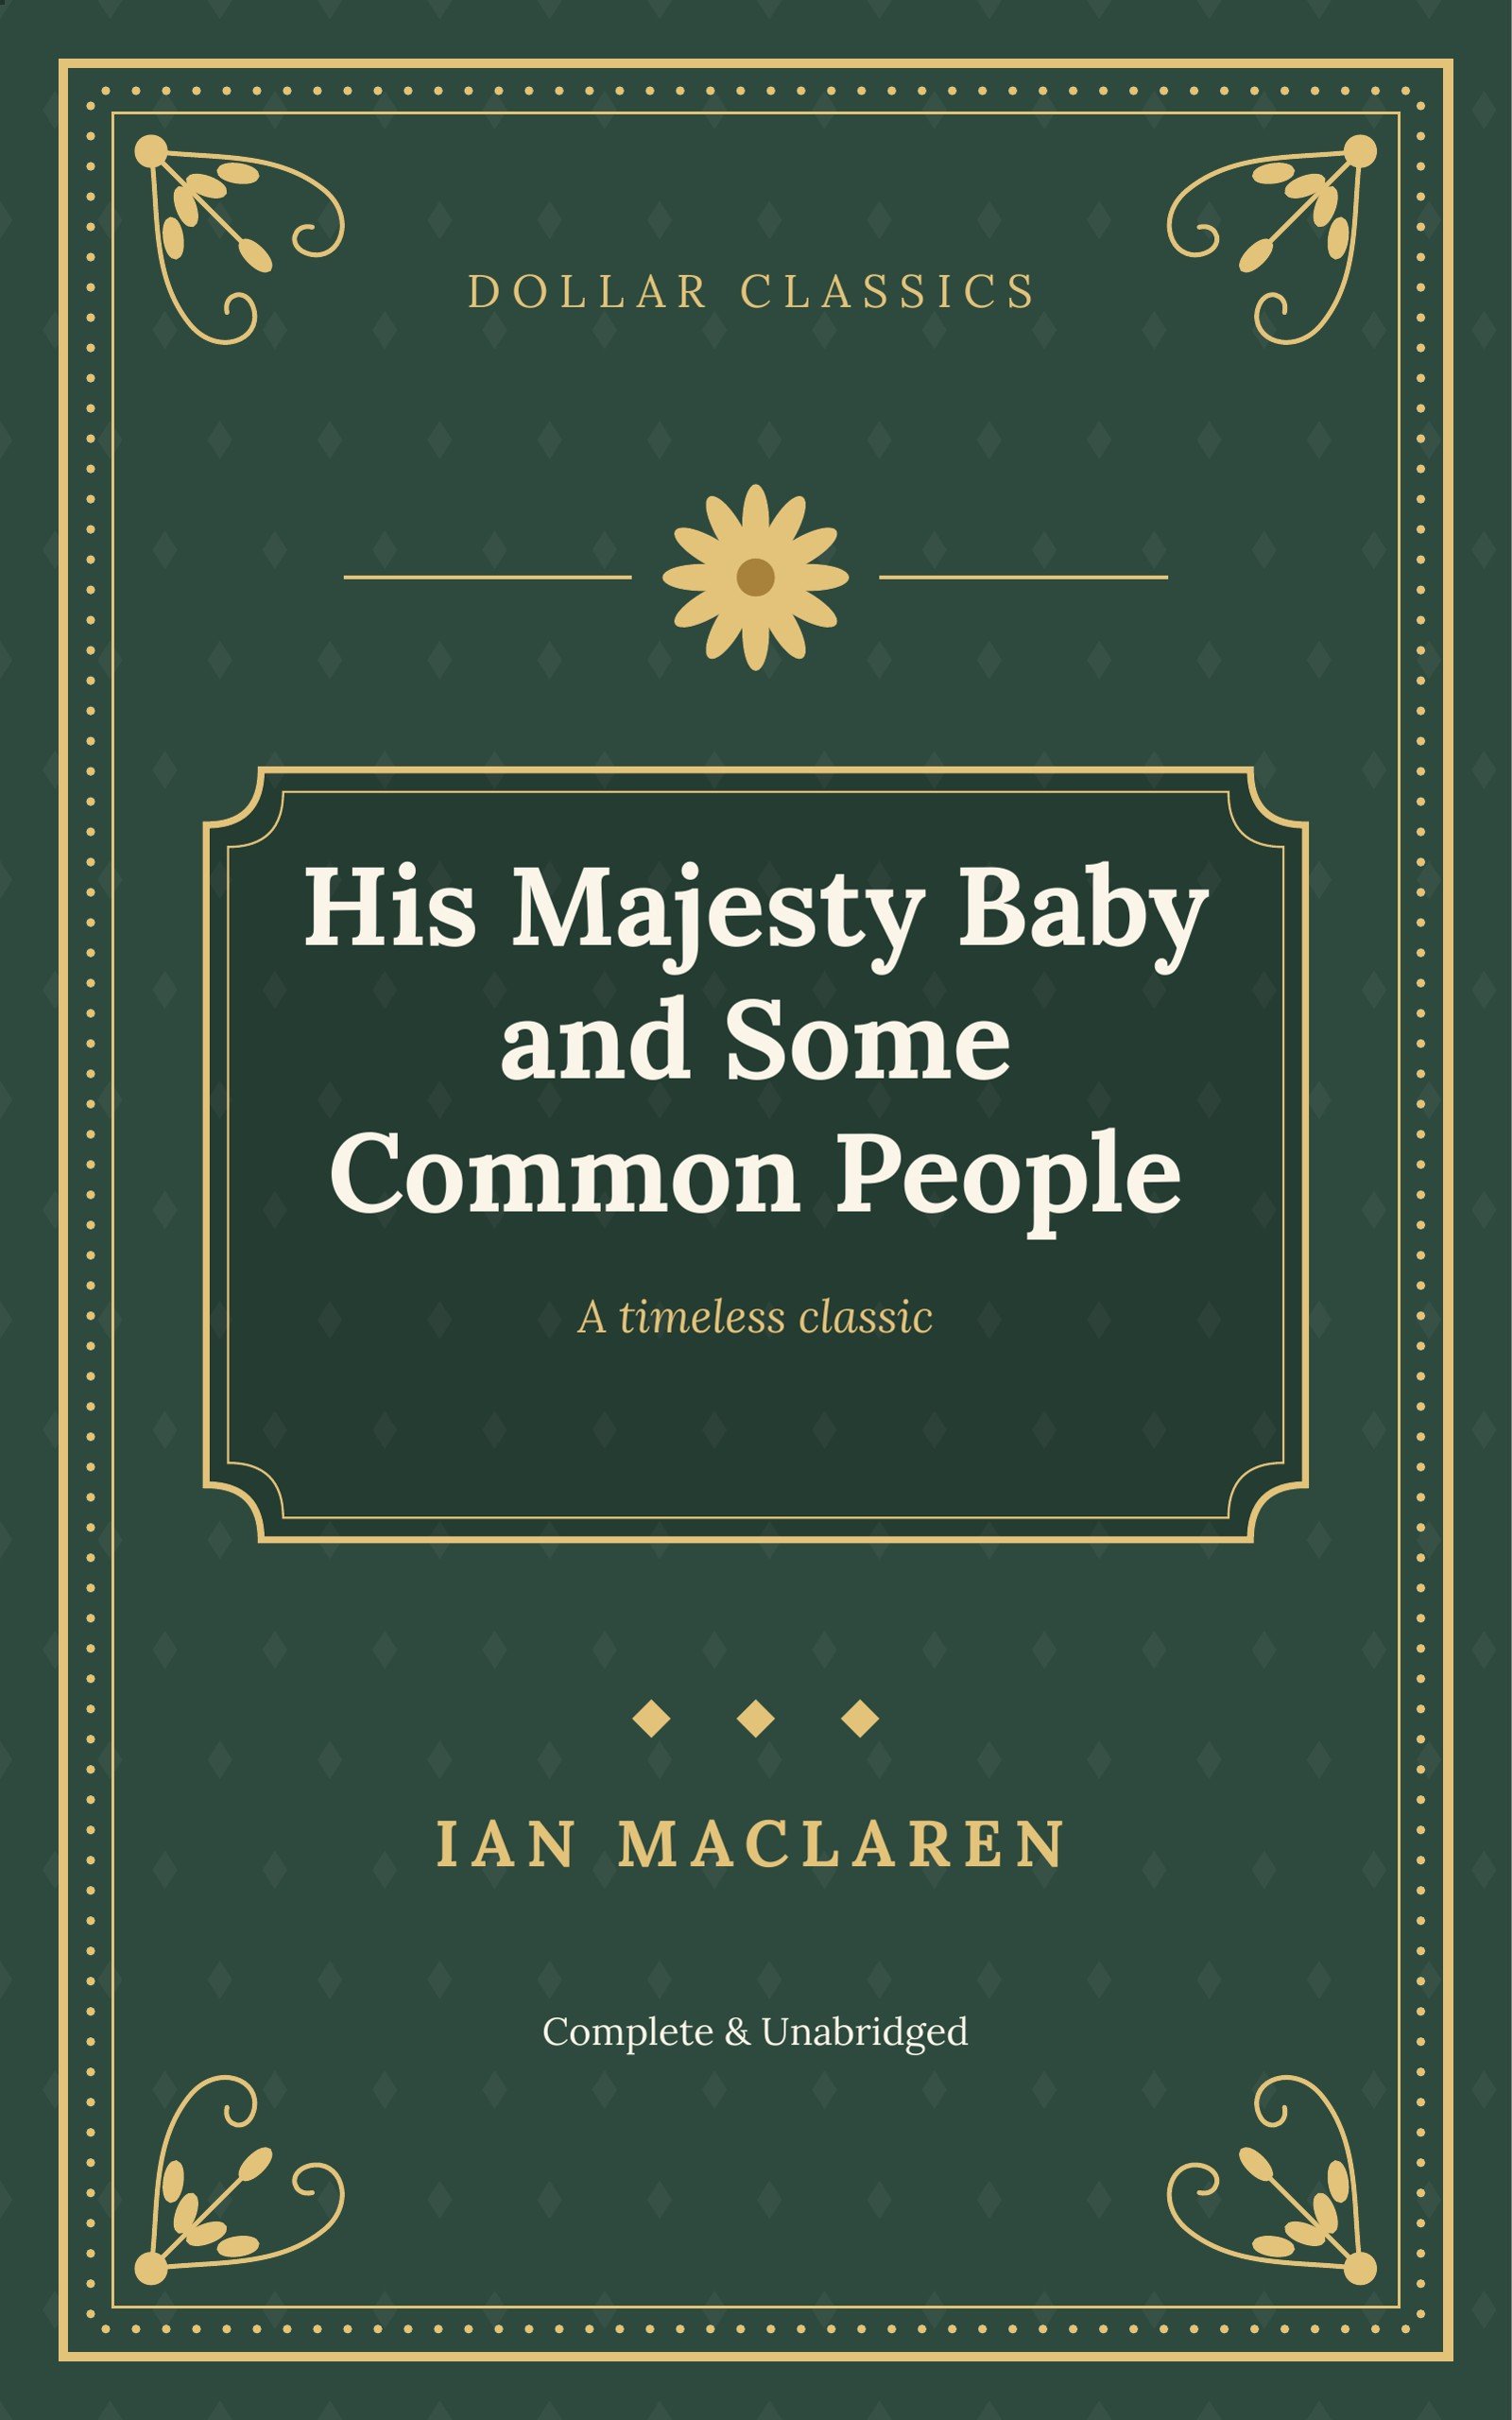 DOLLAR CLASSICS
His Majesty Baby
and Some
Common People
A timeless classic
IAN MACLAREN
Complete & Unabridged